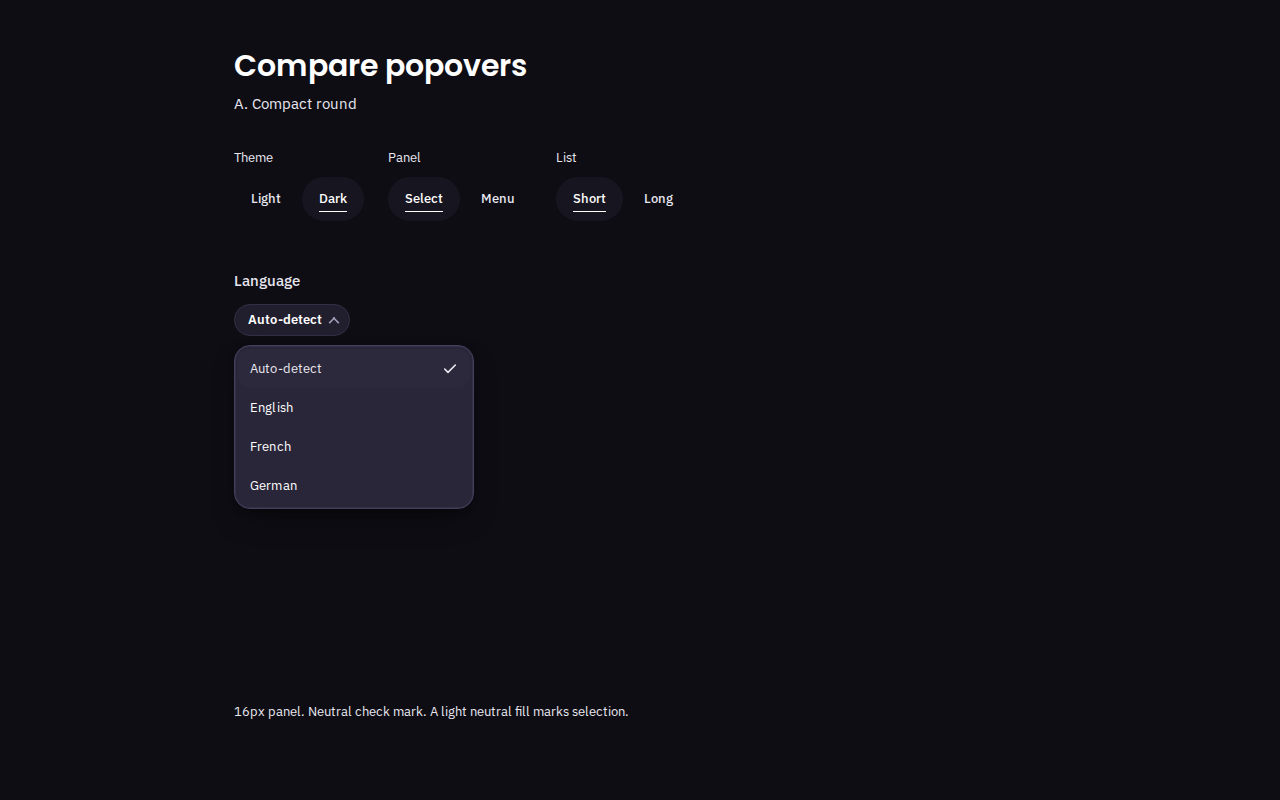 Compare popovers
A. Compact round
Theme Panel List
Light Dark Select Menu Short Long
Language
Auto-detect
Auto-detect
English
French
German
16px panel. Neutral check mark. A light neutral fill marks selection.